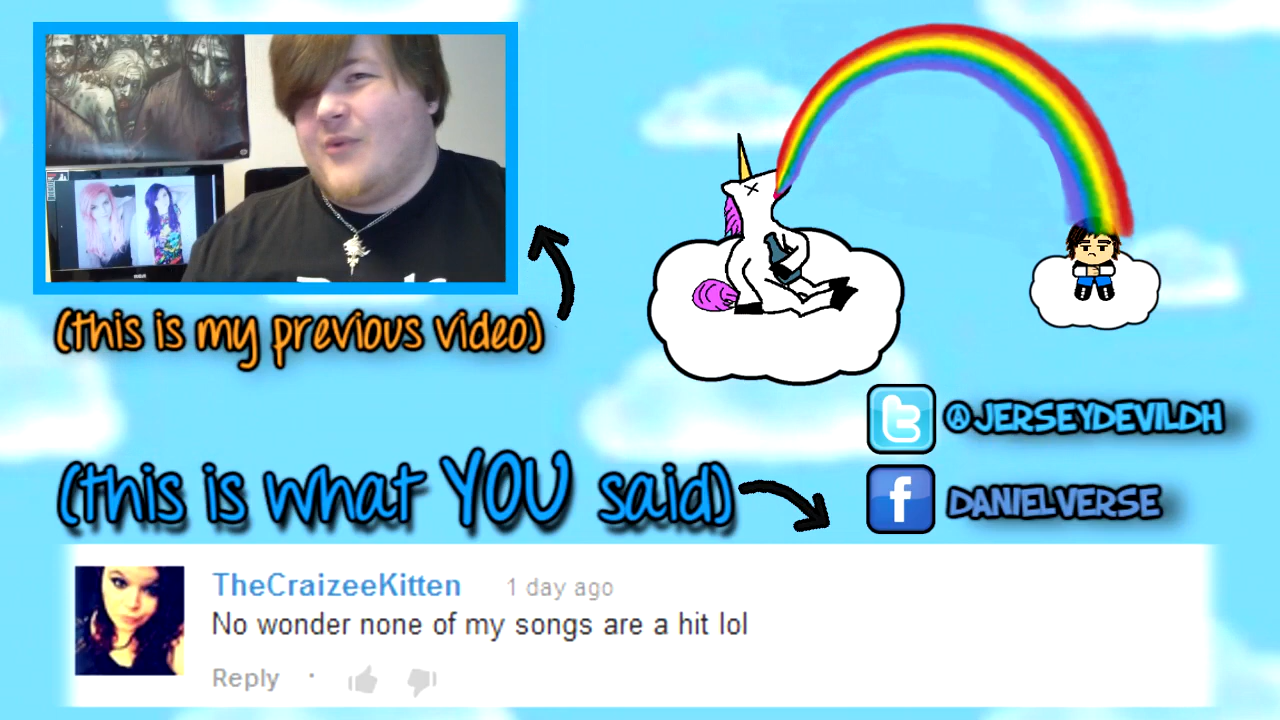 (this is my previous video)
@JERSEYDEVILDH
(this is what YOU said)
DANIELVERSE
TheCraizeeKitten 1 day ago
No wonder none of my songs are a hit lol
Reply ·